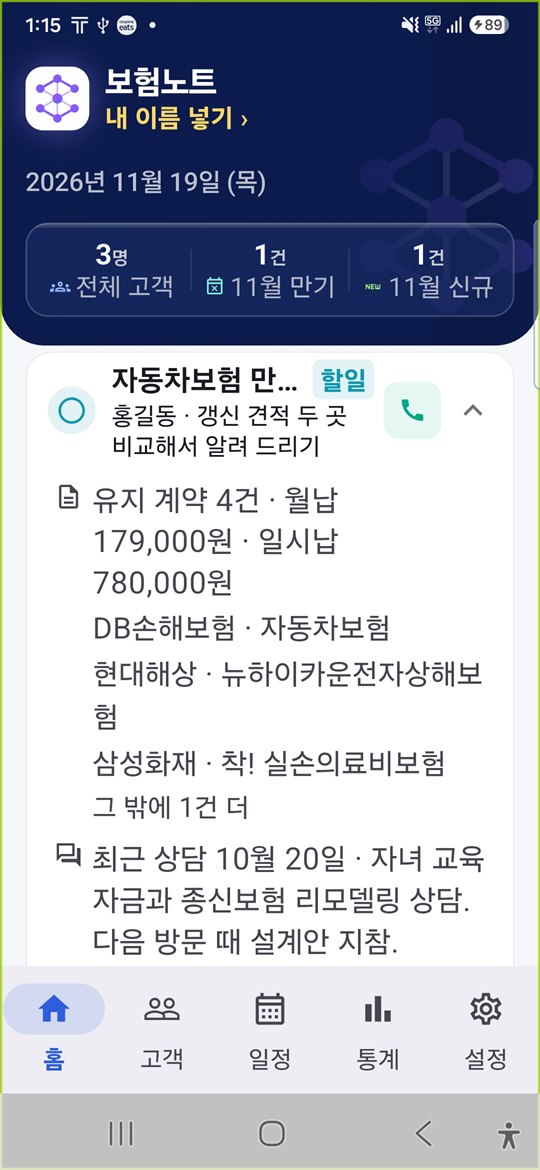 1:15
5G
89
보험노트
내 이름 넣기 ›
2026년 11월 19일 (목)
3명
전체 고객
1건
11월 만기
1건
NEW 11월 신규
자동차보험 만... 할일
홍길동 · 갱신 견적 두 곳
비교해서 알려 드리기
유지 계약 4건 · 월납
179,000원 · 일시납
780,000원
DB손해보험 · 자동차보험
현대해상 · 뉴하이카운전자상해보
험
삼성화재 · 착! 실손의료비보험
그 밖에 1건 더
최근 상담 10월 20일 · 자녀 교육
자금과 종신보험 리모델링 상담.
다음 방문 때 설계안 지참.
홈
고객
일정
통계
설정